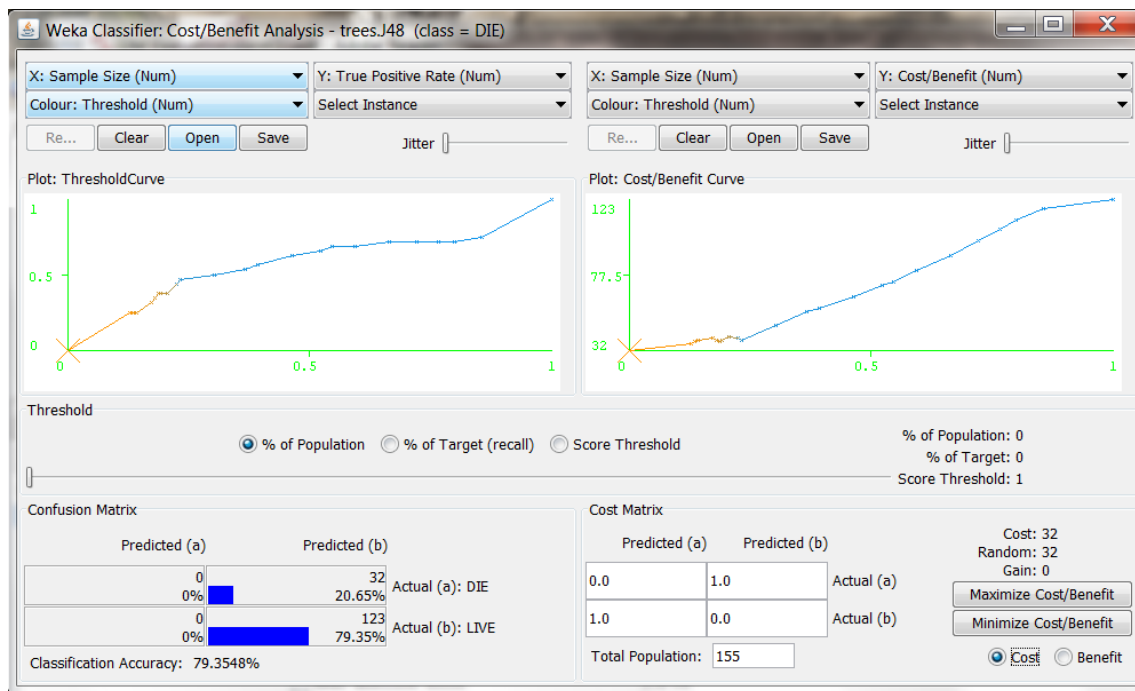 Weka Classifier: Cost/Benefit Analysis - trees.J48 (class = DIE)
X: Sample Size (Num) Y: True Positive Rate (Num) X: Sample Size (Num) Y: Cost/Benefit (Num)
Colour: Threshold (Num) Select Instance Colour: Threshold (Num) Select Instance
Re... Clear Open Save Jitter Re... Clear Open Save Jitter
Plot: ThresholdCurve
1
0.5
0
0 0.5 1
Plot: Cost/Benefit Curve
123
77.5
32
0 0.5 1
Threshold
% of Population % of Target (recall) Score Threshold
% of Population: 0
% of Target: 0
Score Threshold: 1
Confusion Matrix
Predicted (a) Predicted (b)
0 32
0% 20.65% Actual (a): DIE
0 123
0% 79.35% Actual (b): LIVE
Classification Accuracy: 79.3548%
Cost Matrix
Predicted (a) Predicted (b)
0.0 1.0 Actual (a)
1.0 0.0 Actual (b)
Total Population: 155
Cost: 32
Random: 32
Gain: 0
Maximize Cost/Benefit
Minimize Cost/Benefit
Cost Benefit